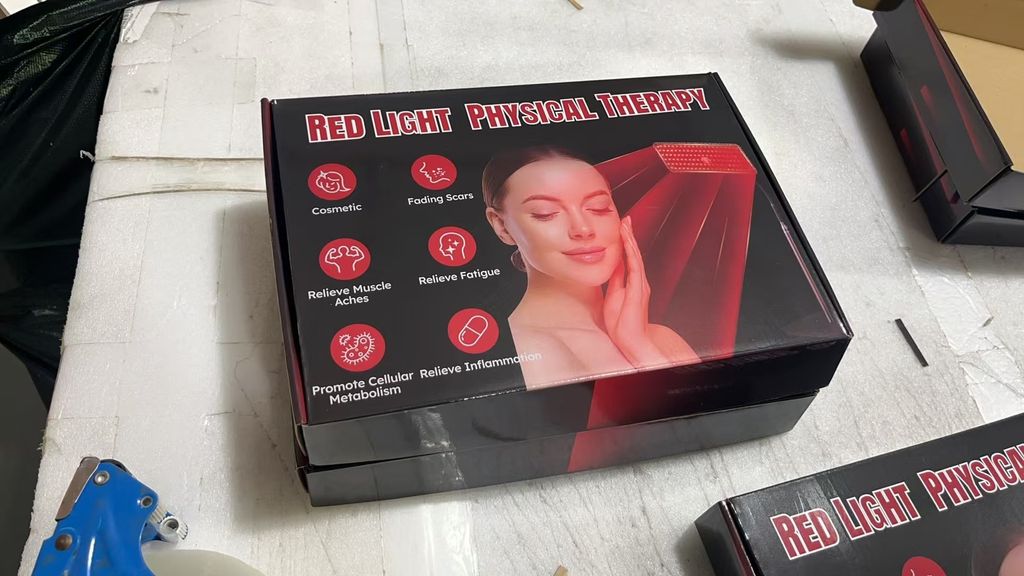 RED LIGHT PHYSICAL THERAPY
Cosmetic
Fading Scars
Relieve Muscle
Aches
Relieve Fatigue
Promote Cellular
Metabolism
Relieve Inflammation
RED LIGHT PHYSICA